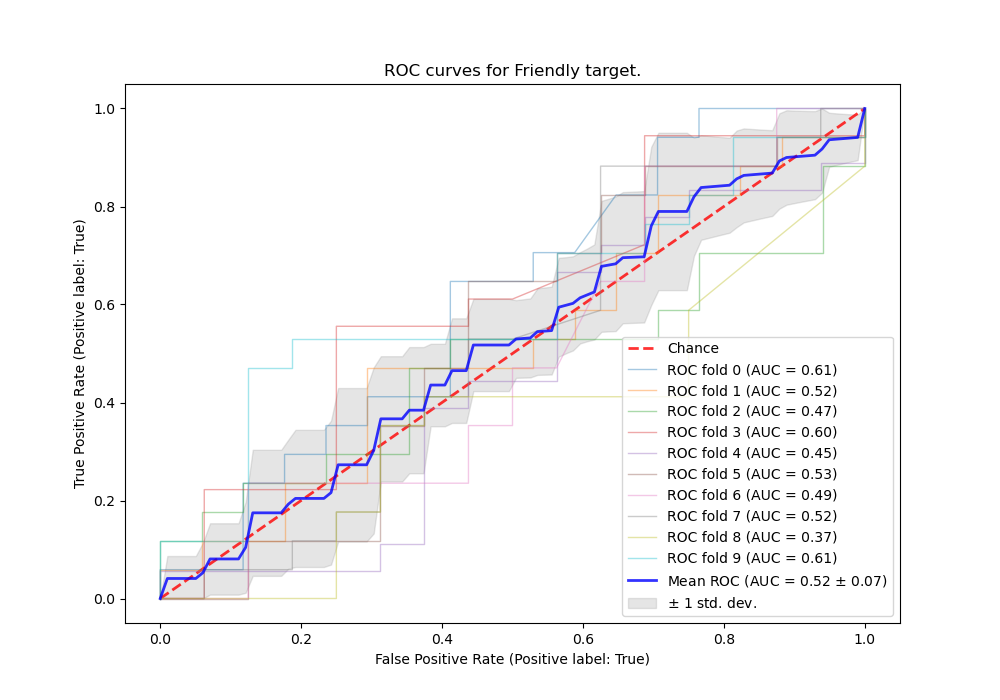 ROC curves for Friendly target.
True Positive Rate (Positive label: True)
1.0
0.8
0.6
0.4
0.2
0.0
Chance
ROC fold 0 (AUC = 0.61)
ROC fold 1 (AUC = 0.52)
ROC fold 2 (AUC = 0.47)
ROC fold 3 (AUC = 0.60)
ROC fold 4 (AUC = 0.45)
ROC fold 5 (AUC = 0.53)
ROC fold 6 (AUC = 0.49)
ROC fold 7 (AUC = 0.52)
ROC fold 8 (AUC = 0.37)
ROC fold 9 (AUC = 0.61)
Mean ROC (AUC = 0.52 ± 0.07)
± 1 std. dev.
0.0 0.2 0.4 0.6 0.8 1.0
False Positive Rate (Positive label: True)